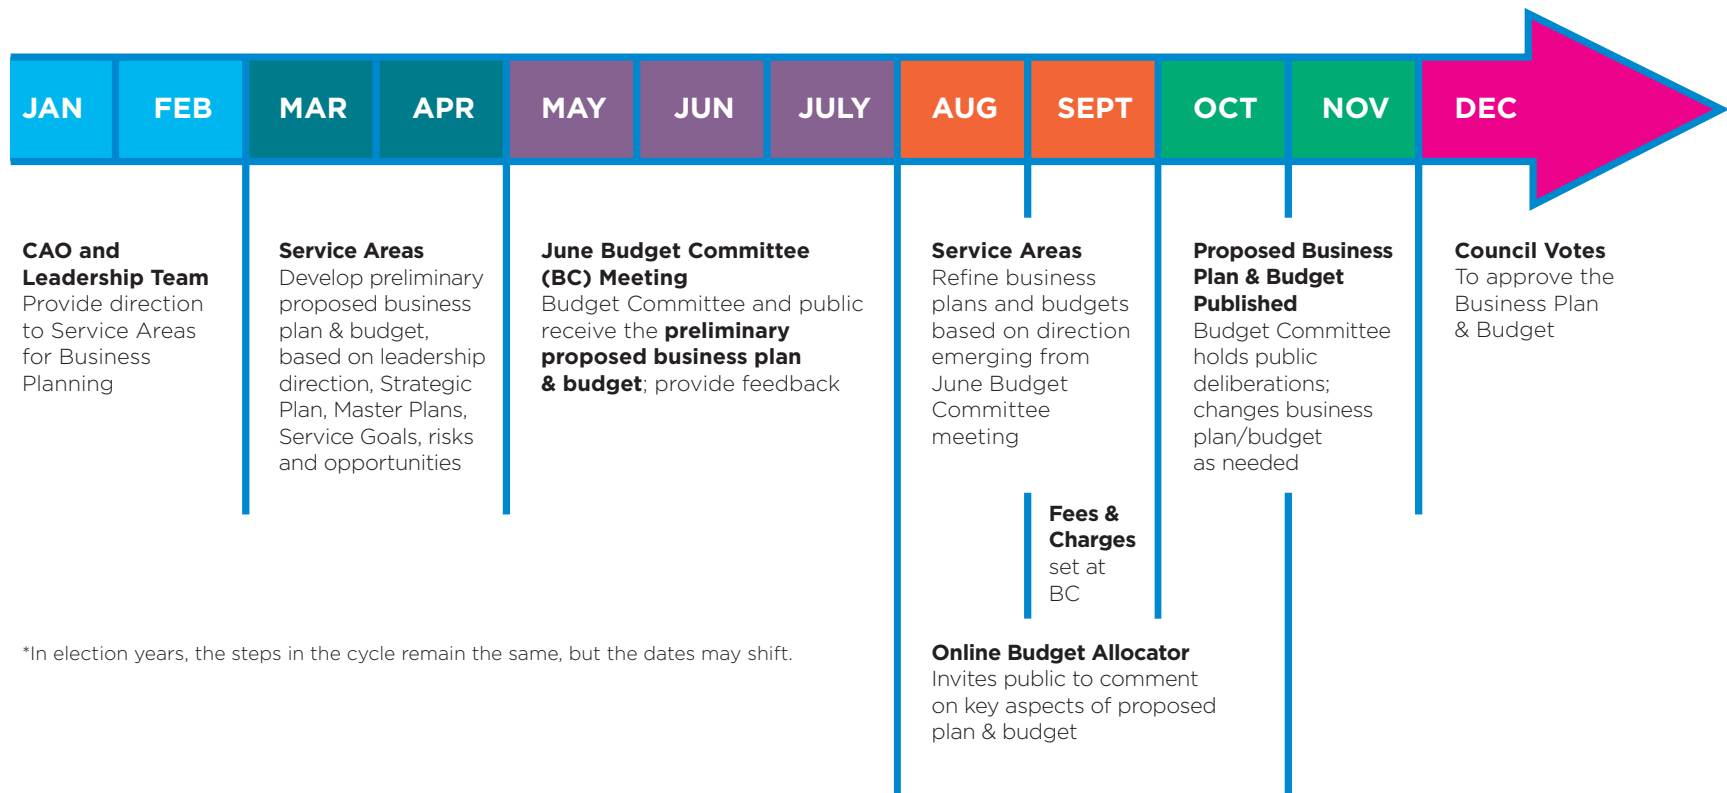 JAN FEB MAR APR MAY JUN JULY AUG SEPT OCT NOV DEC
CAO and
Leadership Team
Provide direction
to Service Areas
for Business
Planning
Service Areas
Develop preliminary
proposed business
plan & budget,
based on leadership
direction, Strategic
Plan, Master Plans,
Service Goals, risks
and opportunities
June Budget Committee
(BC) Meeting
Budget Committee and public
receive the preliminary
proposed business plan
& budget; provide feedback
Service Areas
Refine business
plans and budgets
based on direction
emerging from
June Budget
Committee
meeting
Fees &
Charges
set at
BC
Online Budget Allocator
Invites public to comment
on key aspects of proposed
plan & budget
Proposed Business
Plan & Budget
Published
Budget Committee
holds public
deliberations;
changes business
plan/budget
as needed
Council Votes
To approve the
Business Plan
& Budget
*In election years, the steps in the cycle remain the same, but the dates may shift.